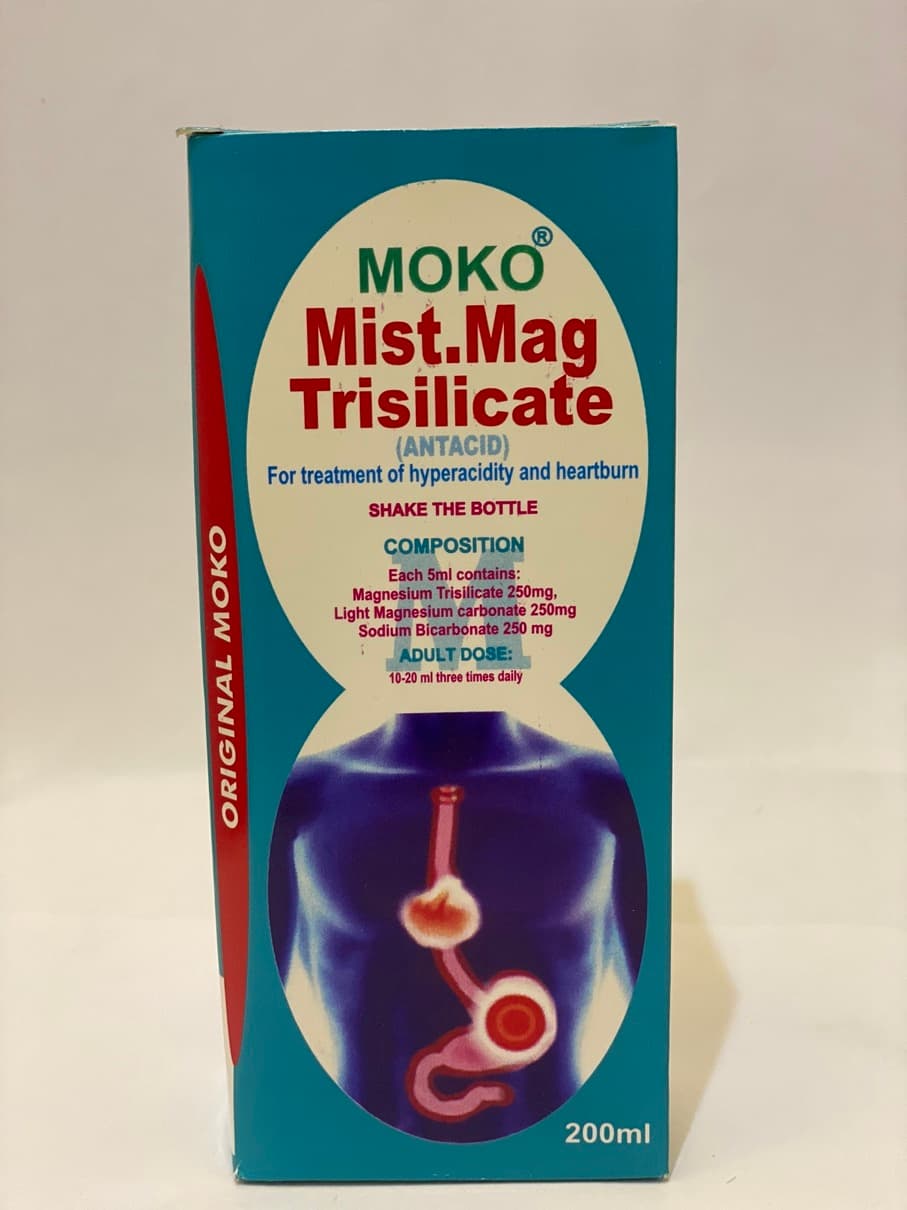 MOKO®
Mist.Mag
Trisilicate
(ANTACID)
For treatment of hyperacidity and heartburn
SHAKE THE BOTTLE
COMPOSITION
M
Each 5ml contains:
Magnesium Trisilicate 250mg,
Light Magnesium carbonate 250mg
Sodium Bicarbonate 250 mg
ADULT DOSE:
10-20 ml three times daily
200ml
ORIGINAL MOKO